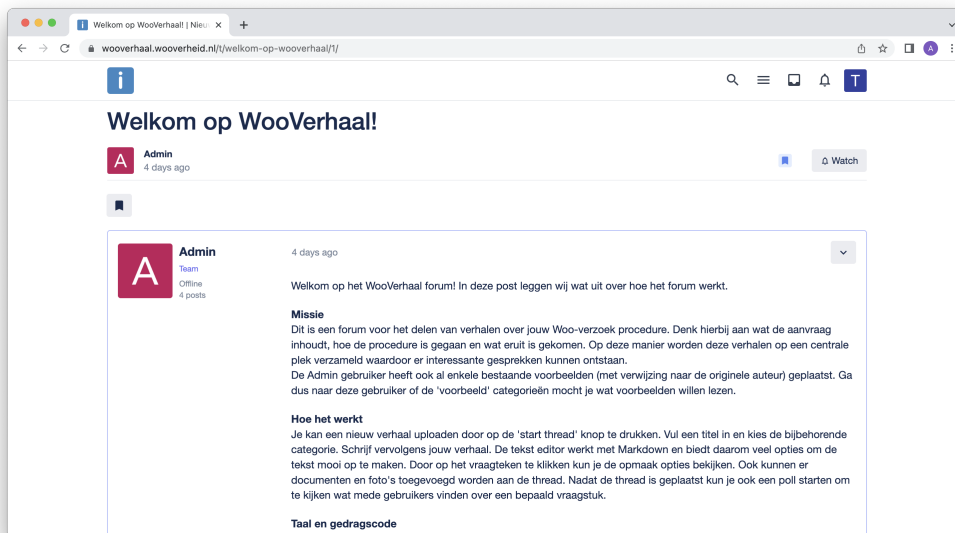 Welkom op WooVerhaal! | Nieu
wooverhaal.wooverheid.nl/t/welkom-op-wooverhaal/1/
A
i
T
Welkom op WooVerhaal!
A
Admin
4 days ago
Watch
A
Admin
Team
Offline
4 posts
4 days ago
Welkom op het WooVerhaal forum! In deze post leggen wij wat uit over hoe het forum werkt.
Missie
Dit is een forum voor het delen van verhalen over jouw Woo-verzoek procedure. Denk hierbij aan wat de aanvraag
inhoudt, hoe de procedure is gegaan en wat eruit is gekomen. Op deze manier worden deze verhalen op een centrale
plek verzameld waardoor er interessante gesprekken kunnen ontstaan.
De Admin gebruiker heeft ook al enkele bestaande voorbeelden (met verwijzing naar de originele auteur) geplaatst. Ga
dus naar deze gebruiker of de 'voorbeeld' categorieën mocht je wat voorbeelden willen lezen.
Hoe het werkt
Je kan een nieuw verhaal uploaden door op de 'start thread' knop te drukken. Vul een titel in en kies de bijbehorende
categorie. Schrijf vervolgens jouw verhaal. De tekst editor werkt met Markdown en biedt daarom veel opties om de
tekst mooi op te maken. Door op het vraagteken te klikken kun je de opmaak opties bekijken. Ook kunnen er
documenten en foto's toegevoegd worden aan de thread. Nadat de thread is geplaatst kun je ook een poll starten om
te kijken wat mede gebruikers vinden over een bepaald vraagstuk.
Taal en gedragscode